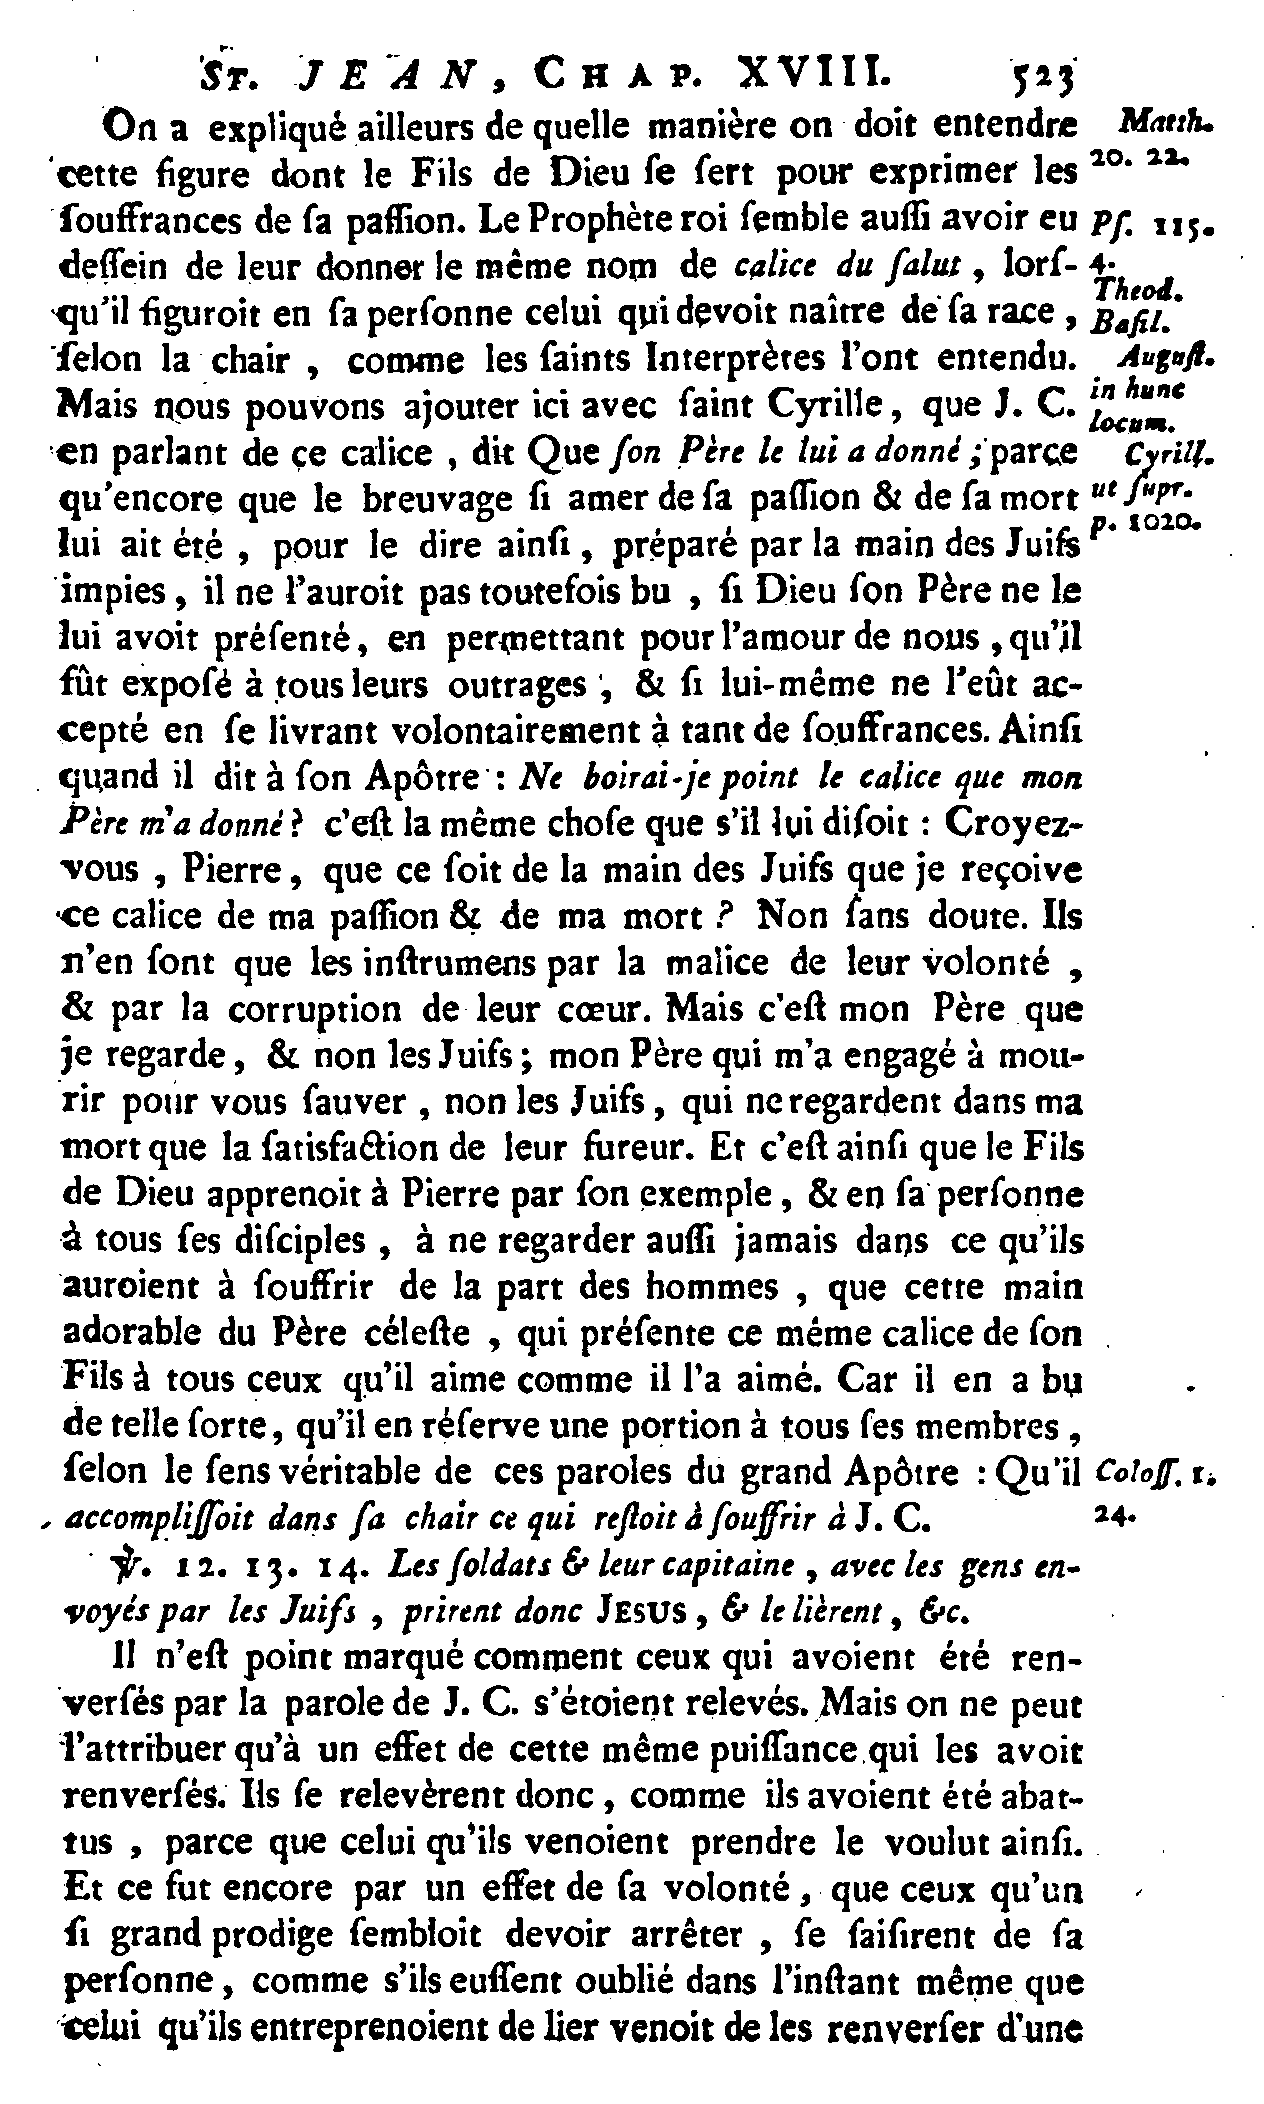 St. JEAN, CHAP. XVIII. 523
On a expliqué ailleurs de quelle manière on doit entendre
cette figure dont le Fils de Dieu ſe ſert pour exprimer les
ſouffrances de ſa paſſion. Le Prophète roi ſemble auſſi avoir eu
deſſein de leur donner le même nom de calice du ſalut, lorſ-
qu'il figuroit en ſa perſonne celui qui devoit naître de ſa race,
ſelon la chair, comme les ſaints Interprètes l'ont entendu.
Mais nous pouvons ajouter ici avec ſaint Cyrille, que J. C.
en parlant de ce calice, dit Que ſon Père le lui a donné; parce
qu'encore que le breuvage ſi amer de ſa paſſion & de ſa mort
lui ait été, pour le dire ainſi, préparé par la main des Juifs
impies, il ne l'auroit pas toutefois bu, ſi Dieu ſon Père ne le
lui avoit préſenté, en permettant pour l'amour de nous, qu'il
fût expoſé à tous leurs outrages, & ſi lui-même ne l'eût ac-
cepté en ſe livrant volontairement à tant de ſouffrances. Ainſi
quand il dit à ſon Apôtre: Ne boirai-je point le calice que mon
Père m'a donné? c'eſt la même choſe que s'il lui diſoit: Croyez-
vous, Pierre, que ce ſoit de la main des Juifs que je reçoive
ce calice de ma paſſion & de ma mort? Non ſans doute. Ils
n'en ſont que les inſtrumens par la malice de leur volonté,
& par la corruption de leur cœur. Mais c'eſt mon Père que
je regarde, & non les Juifs; mon Père qui m'a engagé à mou-
rir pour vous ſauver, non les Juifs, qui ne regardent dans ma
mort que la ſatisfaction de leur fureur. Et c'eſt ainſi que le Fils
de Dieu apprenoit à Pierre par ſon exemple, & en ſa perſonne
à tous ſes diſciples, à ne regarder auſſi jamais dans ce qu'ils
auroient à ſouffrir de la part des hommes, que cette main
adorable du Père céleſte, qui préſente ce même calice de ſon
Fils à tous ceux qu'il aime comme il l'a aimé. Car il en a bu
de telle ſorte, qu'il en réſerve une portion à tous ſes membres,
ſelon le ſens véritable de ces paroles du grand Apôtre: Qu'il
accompliſſoit dans ſa chair ce qui reſtoit à ſouffrir à J. C.
℣. 12. 13. 14. Les ſoldats & leur capitaine, avec les gens en-
voyés par les Juifs, prirent donc JESUS, & le lièrent, &c.
Il n'eſt point marqué comment ceux qui avoient été ren-
verſés par la parole de J. C. s'étoient relevés. Mais on ne peut
l'attribuer qu'à un effet de cette même puiſſance qui les avoit
renverſés. Ils ſe relevèrent donc, comme ils avoient été abat-
tus, parce que celui qu'ils venoient prendre le voulut ainſi.
Et ce fut encore par un effet de ſa volonté, que ceux qu'un
ſi grand prodige ſembloit devoir arrêter, ſe ſaiſirent de ſa
perſonne, comme s'ils euſſent oublié dans l'inſtant même que
celui qu'ils entreprenoient de lier venoit de les renverſer d'une
Matth.
20. 22.
Pſ. 115.
4.
Theod.
Baſil.
Auguſt.
in hunc
locum.
Cyrill.
ut ſupr.
p. 1020.
Coloſſ. 1.
24.